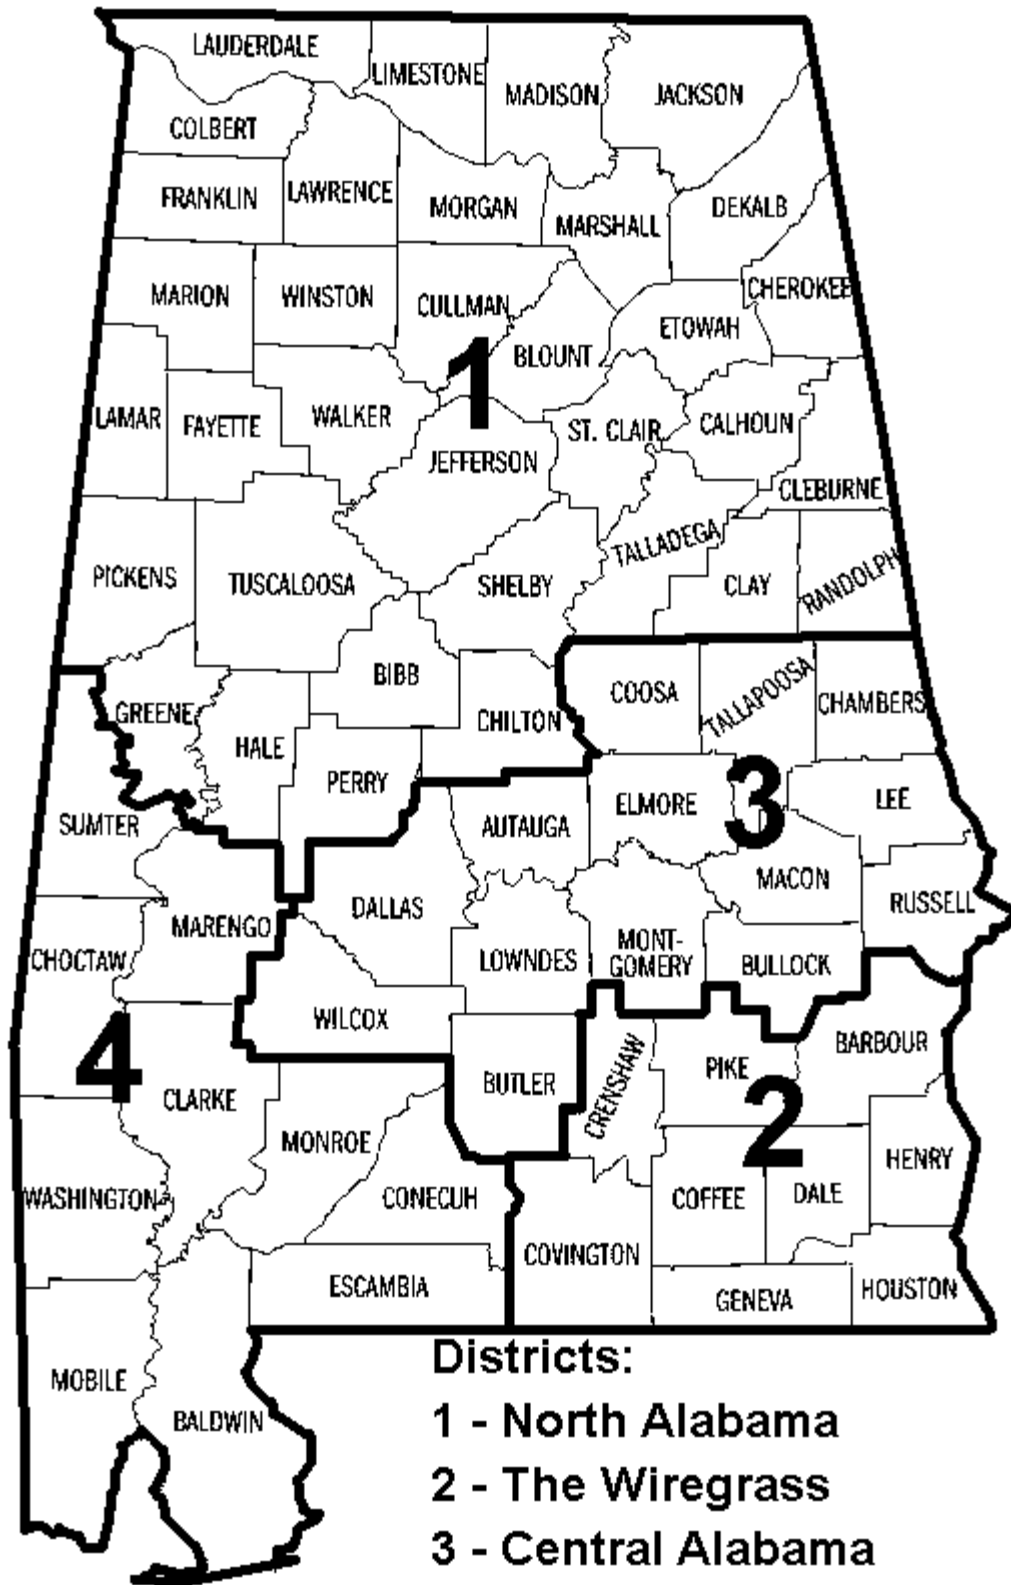 LAUDERDALE
LIMESTONE
MADISON
JACKSON
COLBERT
FRANKLIN
LAWRENCE
MORGAN
MARSHALL
DEKALB
MARION
WINSTON
CULLMAN
CHEROKEE
ETOWAH
BLOUNT
1
LAMAR
FAYETTE
WALKER
JEFFERSON
ST. CLAIR
CALHOUN
CLEBURNE
PICKENS
TUSCALOOSA
SHELBY
TALLADEGA
CLAY
RANDOLPH
BIBB
GREENE
HALE
CHILTON
COOSA
TALLAPOOSA
CHAMBERS
PERRY
SUMTER
AUTAUGA
ELMORE
3
LEE
MACON
RUSSELL
MARENGO
DALLAS
CHOCTAW
LOWNDES
MONT-
GOMERY
BULLOCK
WILCOX
4
CLARKE
BUTLER
CRENSHAW
PIKE
BARBOUR
2
MONROE
HENRY
WASHINGTON
CONECUH
COFFEE
DALE
COVINGTON
ESCAMBIA
GENEVA
HOUSTON
MOBILE
BALDWIN
Districts:
1 - North Alabama
2 - The Wiregrass
3 - Central Alabama